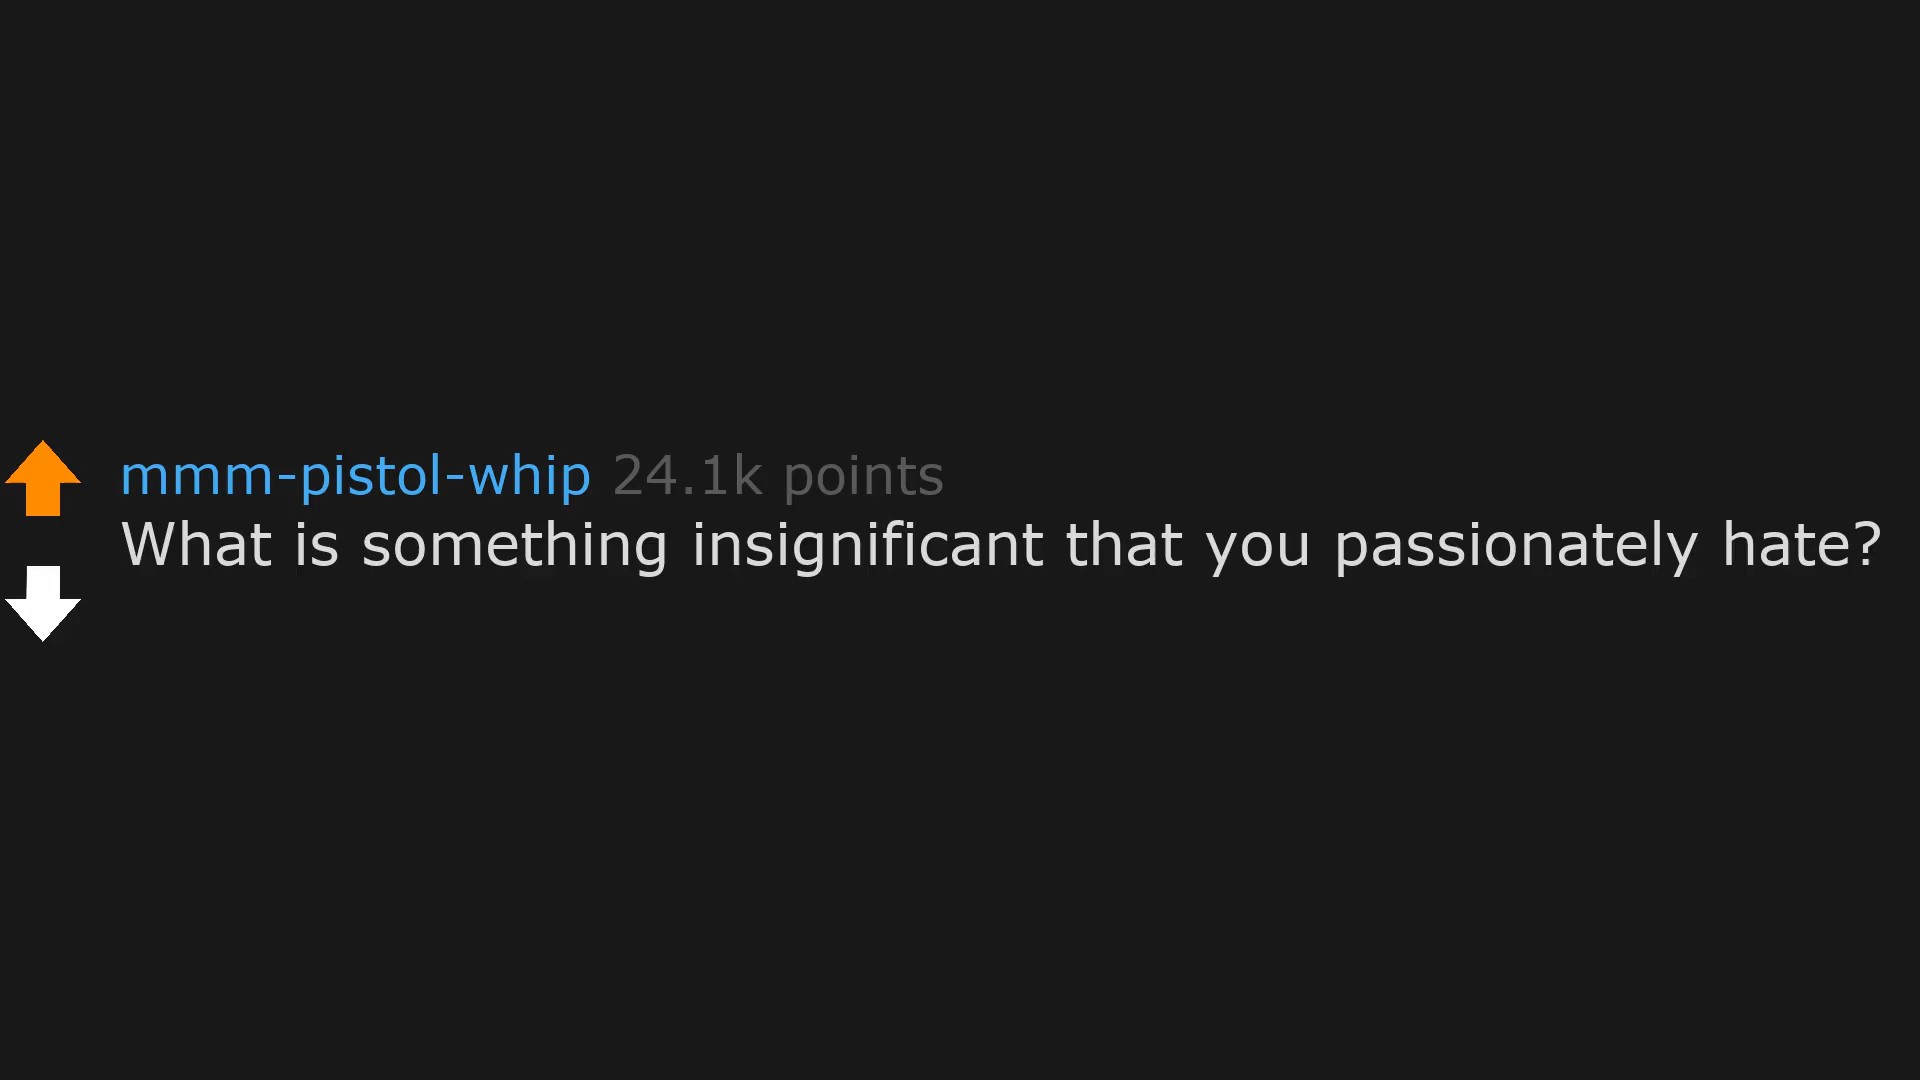 mmm-pistol-whip 24.1k points
What is something insignificant that you passionately hate?